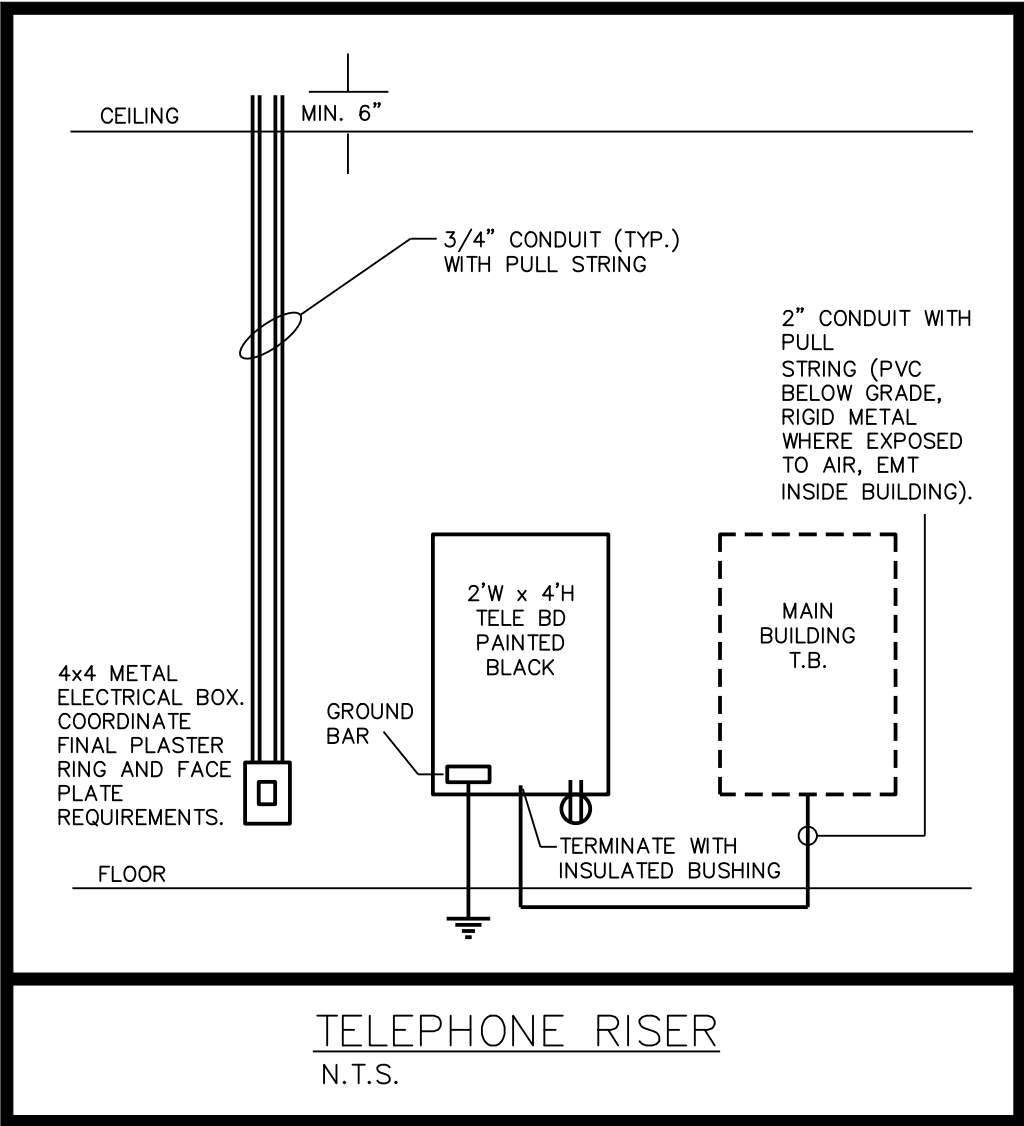 CEILING
MIN. 6”
3/4” CONDUIT (TYP.)
WITH PULL STRING
2” CONDUIT WITH
PULL
STRING (PVC
BELOW GRADE,
RIGID METAL
WHERE EXPOSED
TO AIR, EMT
INSIDE BUILDING).
2'W x 4'H
TELE BD
PAINTED
BLACK
MAIN
BUILDING
T.B.
4x4 METAL
ELECTRICAL BOX.
COORDINATE
FINAL PLASTER
RING AND FACE
PLATE
REQUIREMENTS.
GROUND
BAR
TERMINATE WITH
INSULATED BUSHING
FLOOR
TELEPHONE RISER
N.T.S.